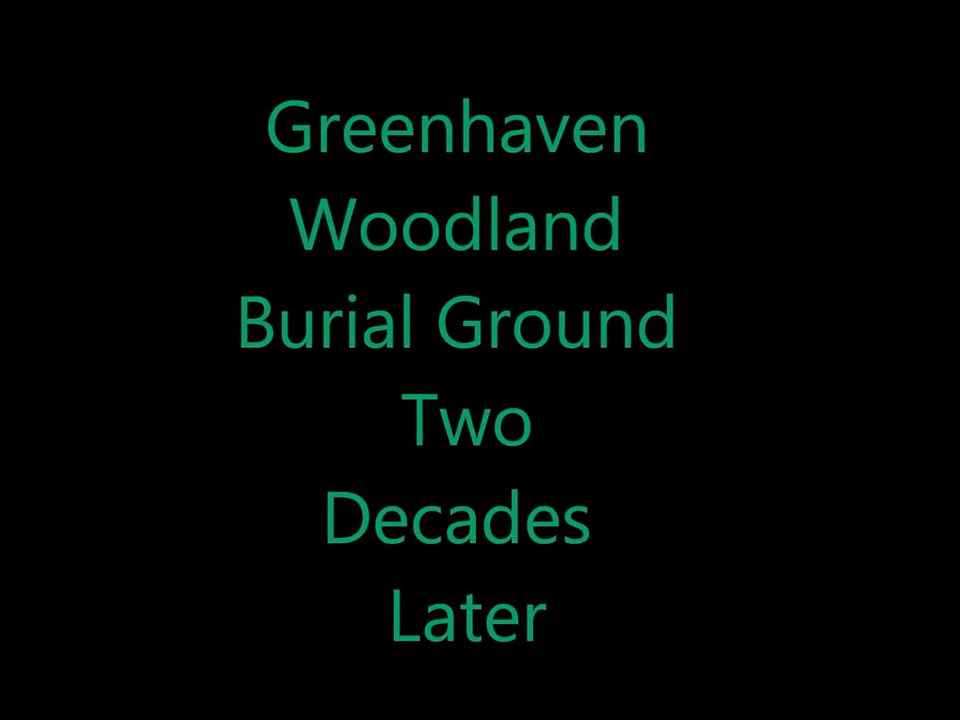 Greenhaven
Woodland
Burial Ground
Two
Decades
Later